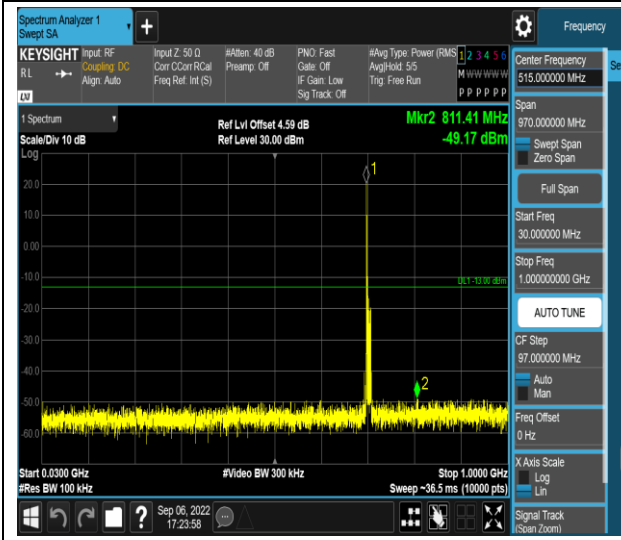 Spectrum Analyzer 1
Swept SA
+
Frequency
KEYSIGHT
RL
LXI
Input: RF
Coupling: DC
Align: Auto
Input Z: 50 Ω
Corr CCorr RCal
Freq Ref: Int (S)
#Atten: 40 dB
Preamp: Off
PNO: Fast
Gate: Off
IF Gain: Low
Sig Track: Off
#Avg Type: Power (RMS
Avg|Hold: 5/5
Trig: Free Run
1 2 3 4 5 6
M W W W W W
P P P P P P
1 Spectrum
Scale/Div 10 dB
Ref Lvl Offset 4.59 dB
Ref Level 30.00 dBm
Mkr2 811.41 MHz
-49.17 dBm
Log
1
20.0
10.0
0.00
-10.0
DL1 -13.00 dBm
-20.0
-30.0
-40.0
2
-50.0
-60.0
Start 0.0300 GHz
#Video BW 300 kHz
Stop 1.0000 GHz
#Res BW 100 kHz
Sweep ~36.5 ms (10000 pts)
?
Sep 06, 2022
17:23:58
Center Frequency
515.000000 MHz
Se
Span
970.000000 MHz
Swept Span
Zero Span
Full Span
Start Freq
30.000000 MHz
Stop Freq
1.000000000 GHz
AUTO TUNE
CF Step
97.000000 MHz
Auto
Man
Freq Offset
0 Hz
X Axis Scale
Log
Lin
Signal Track
(Span Zoom)